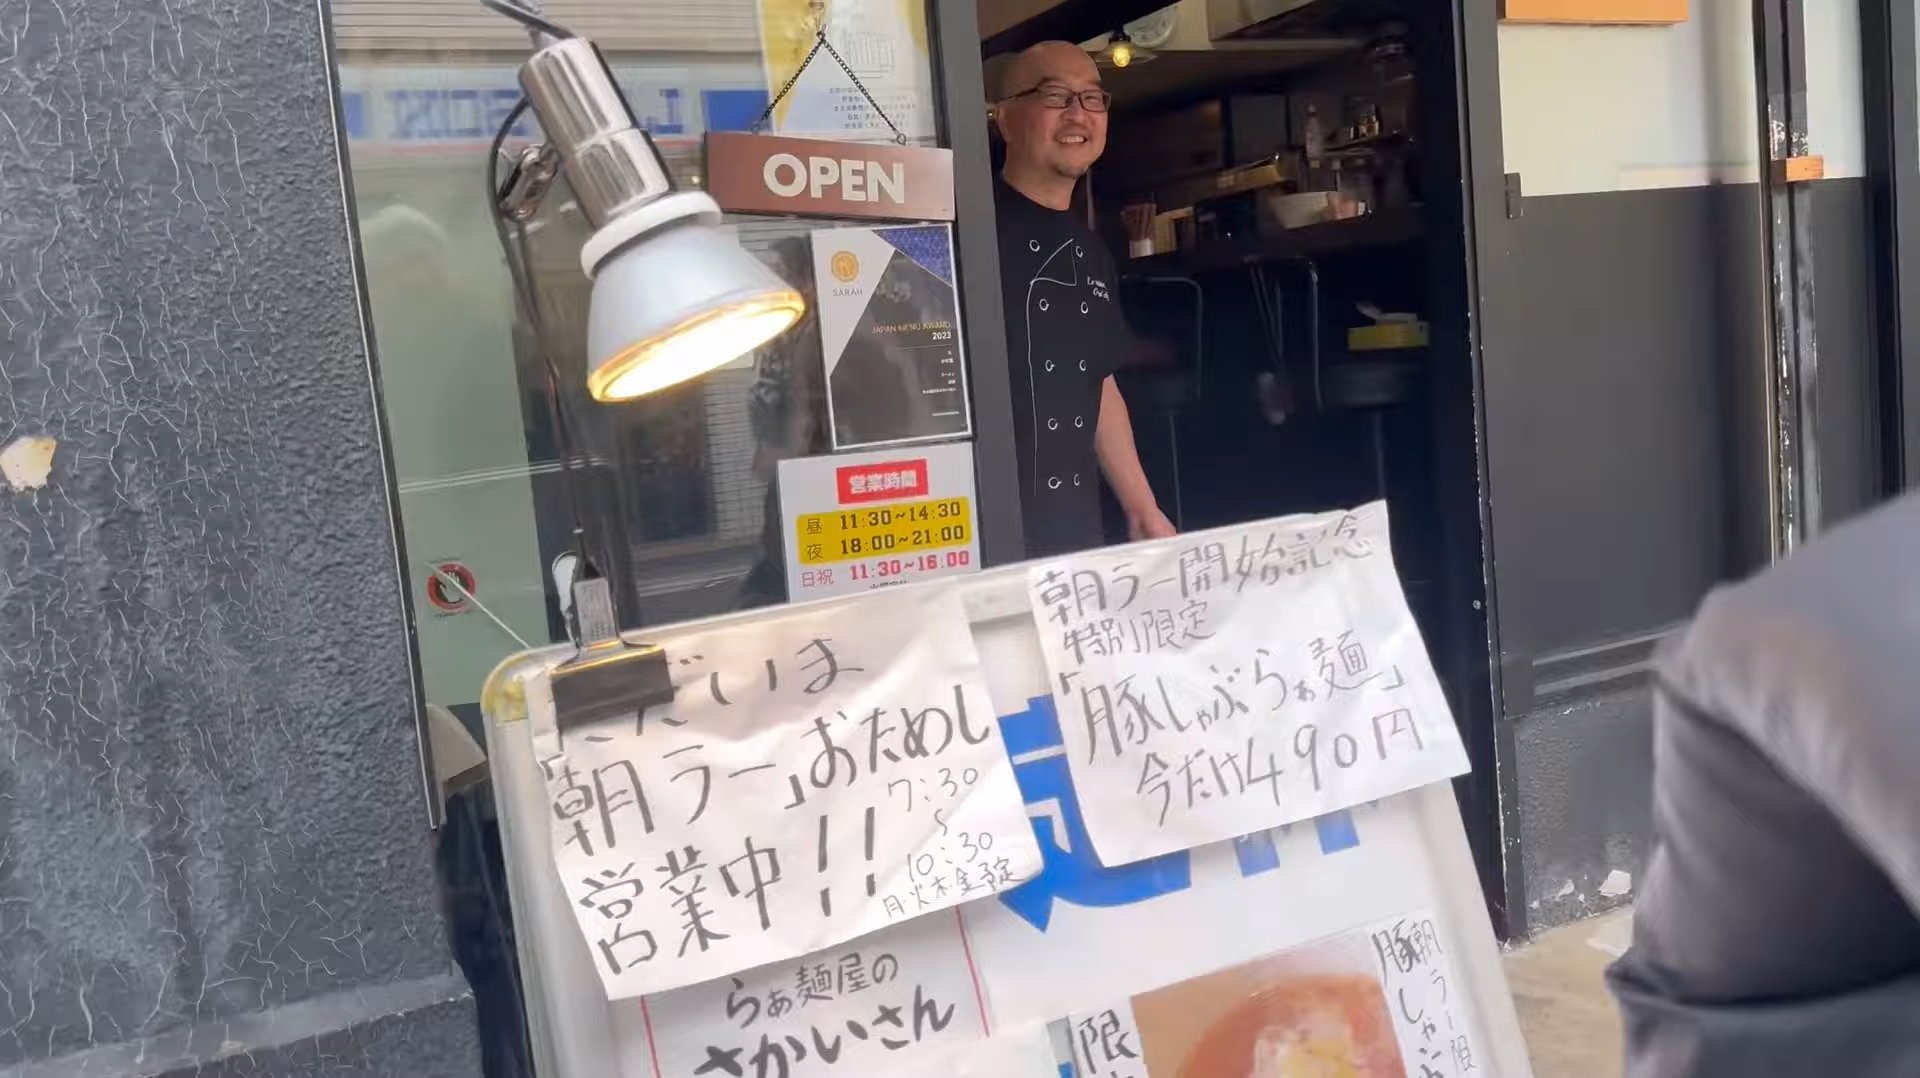 OPEN
SARAH
JAPAN MENU AWARD
2023
営業時間
昼 11:30~14:30
夜 18:00~21:00
日祝 11:30~16:00
ただいま
「朝ラー」おためし
営業中!!
7:30
~
10:30
月・火・木・金予定
朝ラー開始記念
特別限定
「豚しゃぶらぁ麺」
今だけ490円
らぁ麺屋の
さかいさん
朝ラー限
豚しゃぶ
限